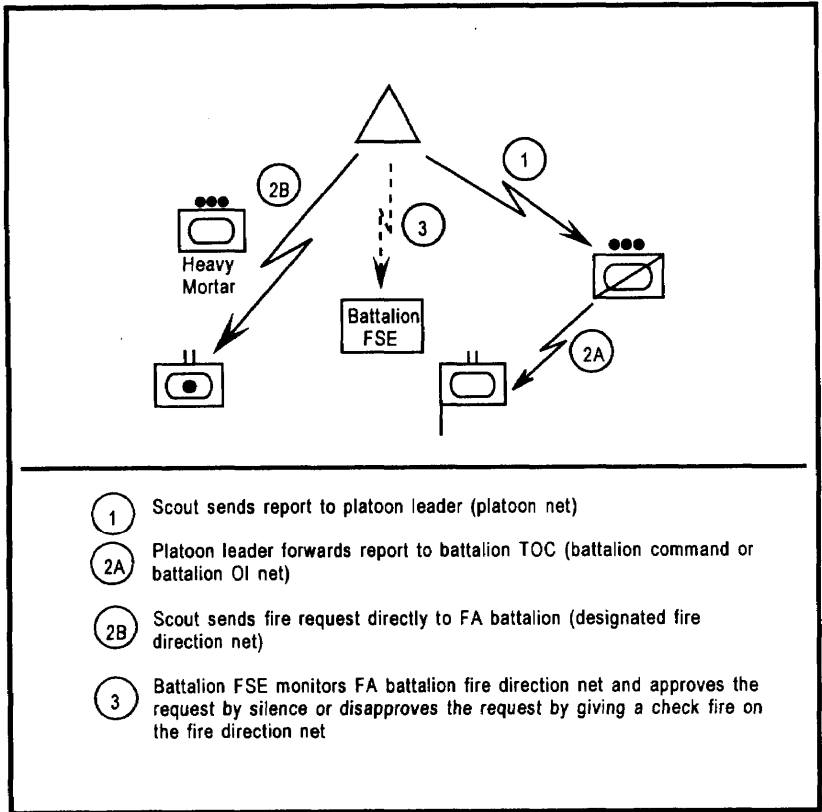 1
2B
3
Heavy
Mortar
Battalion
FSE
2A
1 Scout sends report to platoon leader (platoon net)
2A Platoon leader forwards report to battalion TOC (battalion command or
battalion OI net)
2B Scout sends fire request directly to FA battalion (designated fire
direction net)
3 Battalion FSE monitors FA battalion fire direction net and approves the
request by silence or disapproves the request by giving a check fire on
the fire direction net